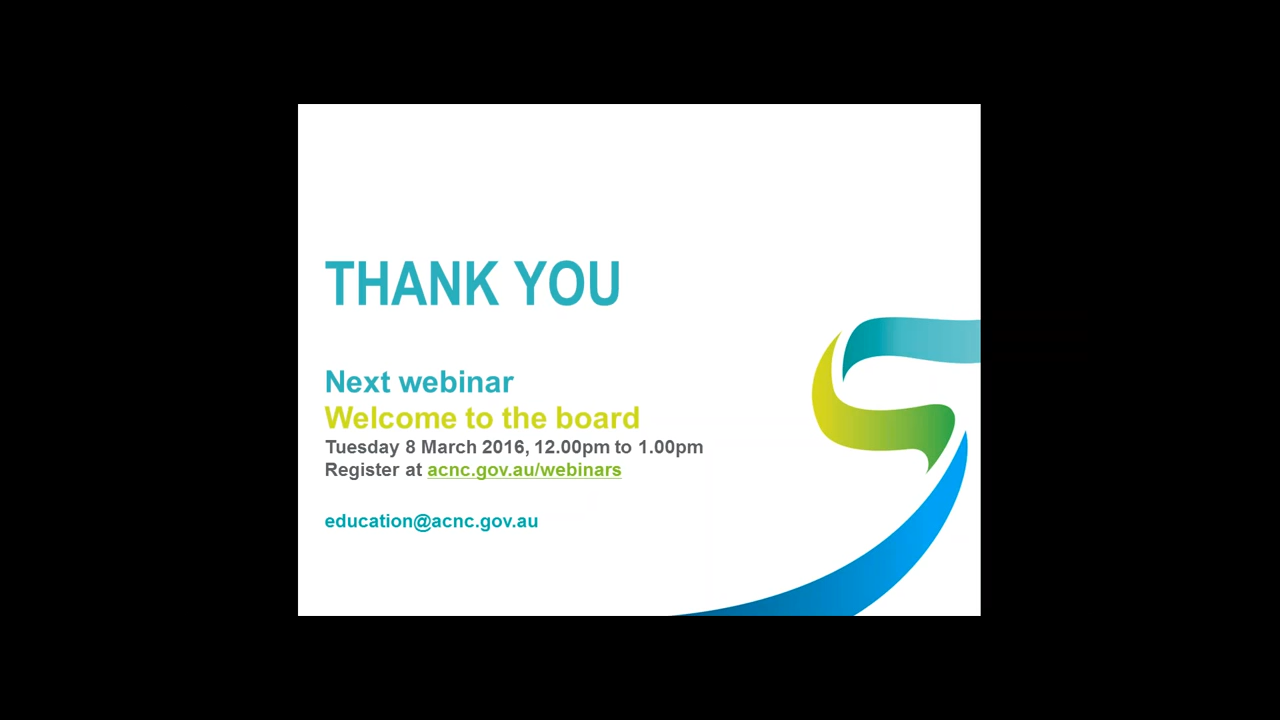 THANK YOU
Next webinar
Welcome to the board
Tuesday 8 March 2016, 12.00pm to 1.00pm
Register at acnc.gov.au/webinars
education@acnc.gov.au